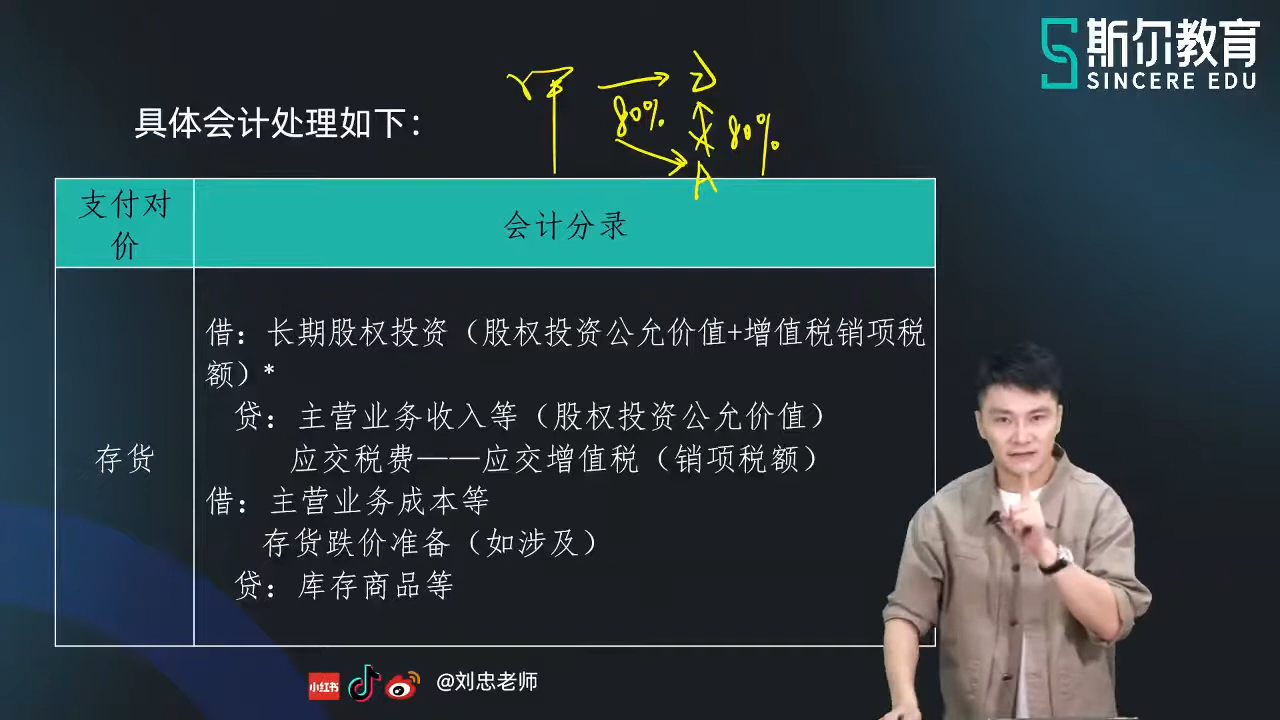 斯尔教育
SINCERE EDU
甲
乙
80%
80%
A
具体会计处理如下：
支付对
价
会计分录
存货
借：长期股权投资（股权投资公允价值+增值税销项税
额）*
贷：主营业务收入等（股权投资公允价值）
应交税费——应交增值税（销项税额）
借：主营业务成本等
存货跌价准备（如涉及）
贷：库存商品等
小红书
@刘忠老师